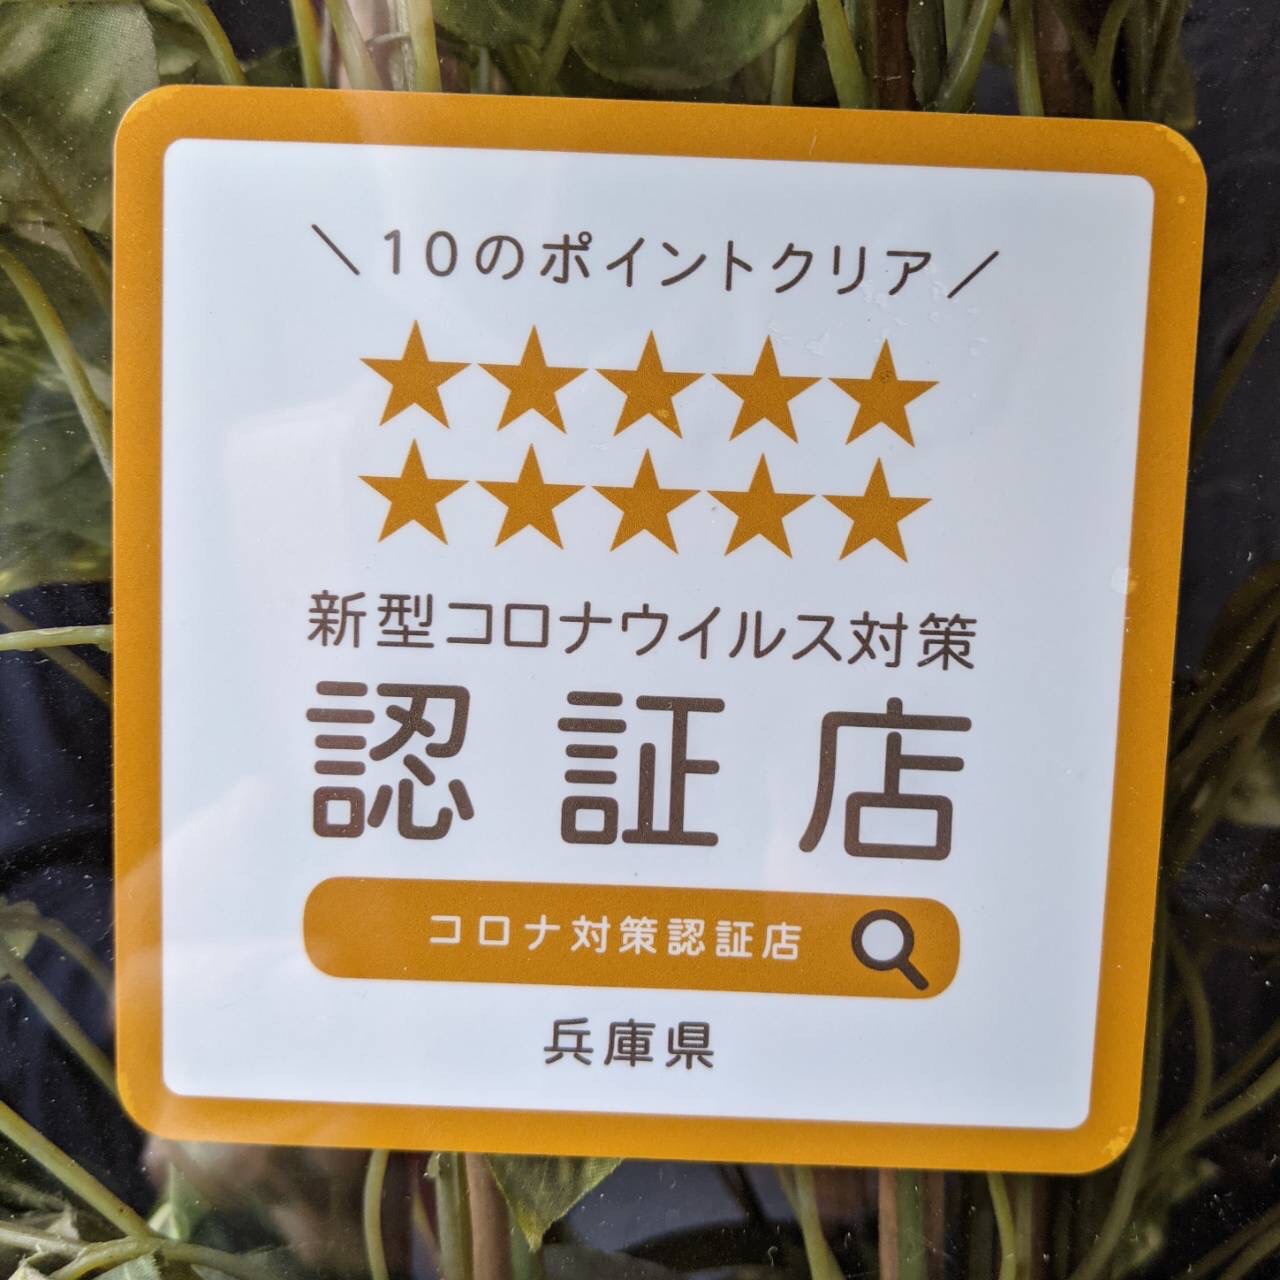 \10のポイントクリア/
★★★★★
★★★★★
新型コロナウイルス対策
認証店
コロナ対策認証店
兵庫県